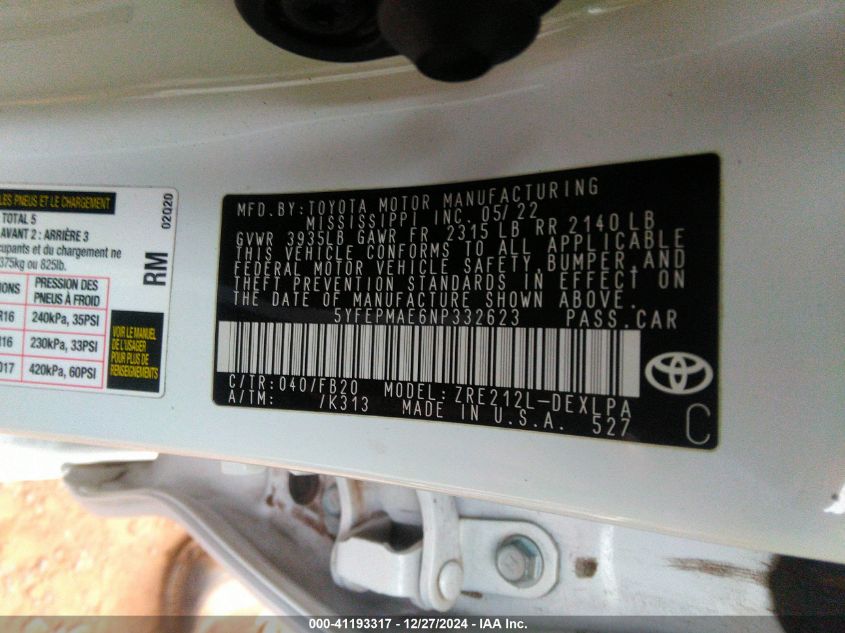 LES PNEUS ET LE CHARGEMENT
TOTAL 5
AVANT 2 : ARRIÈRE 3
cupants et du chargement ne
375kg ou 825lb.
IONS PRESSION DES PNEUS À FROID
R16 240kPa, 35PSI
R16 230kPa, 33PSI
D17 420kPa, 60PSI
VOIR LE MANUEL
DE L'USAGER
POUR PLUS DE
RENSEIGNEMENTS
RM 02020
MFD.BY:TOYOTA MOTOR MANUFACTURING
MISSISSIPPI INC. 05/22
GVWR 3935LB GAWR FR 2315 LB RR 2140 LB
THIS VEHICLE CONFORMS TO ALL APPLICABLE
FEDERAL MOTOR VEHICLE SAFETY,BUMPER,AND
THEFT PREVENTION STANDARDS IN EFFECT ON
THE DATE OF MANUFACTURE SHOWN ABOVE.
5YFEPMAE6NP332623 PASS.CAR
C/TR:040/FB20 MODEL:ZRE212L-DEXLPA
A/TM: /K313 MADE IN U.S.A. 527
C
000-41193317 - 12/27/2024 - IAA Inc.